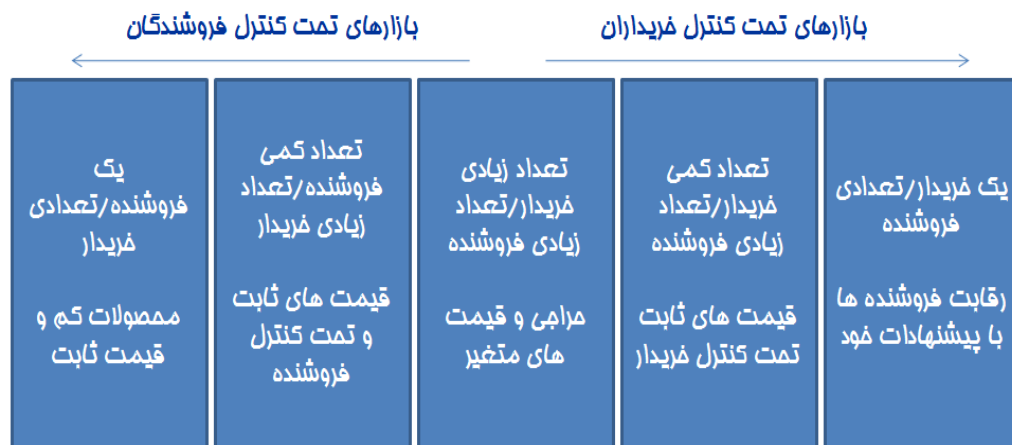 بازارهای تحت کنترل خریداران
بازارهای تحت کنترل فروشندگان
یک خریدار/تعدادی
فروشنده
رقابت فروشنده ها
با پیشنهادات خود
تعداد کمی
خریدار/تعداد
زیادی فروشنده
قیمت های ثابت
تحت کنترل خریدار
تعداد زیادی
خریدار/تعداد
زیادی فروشنده
حراجی و قیمت
های متغیر
تعداد کمی
فروشنده/تعداد
زیادی خریدار
قیمت های ثابت
و تحت کنترل
فروشنده
یک
فروشنده/تعدادی
خریدار
محصولات کم و
قیمت ثابت